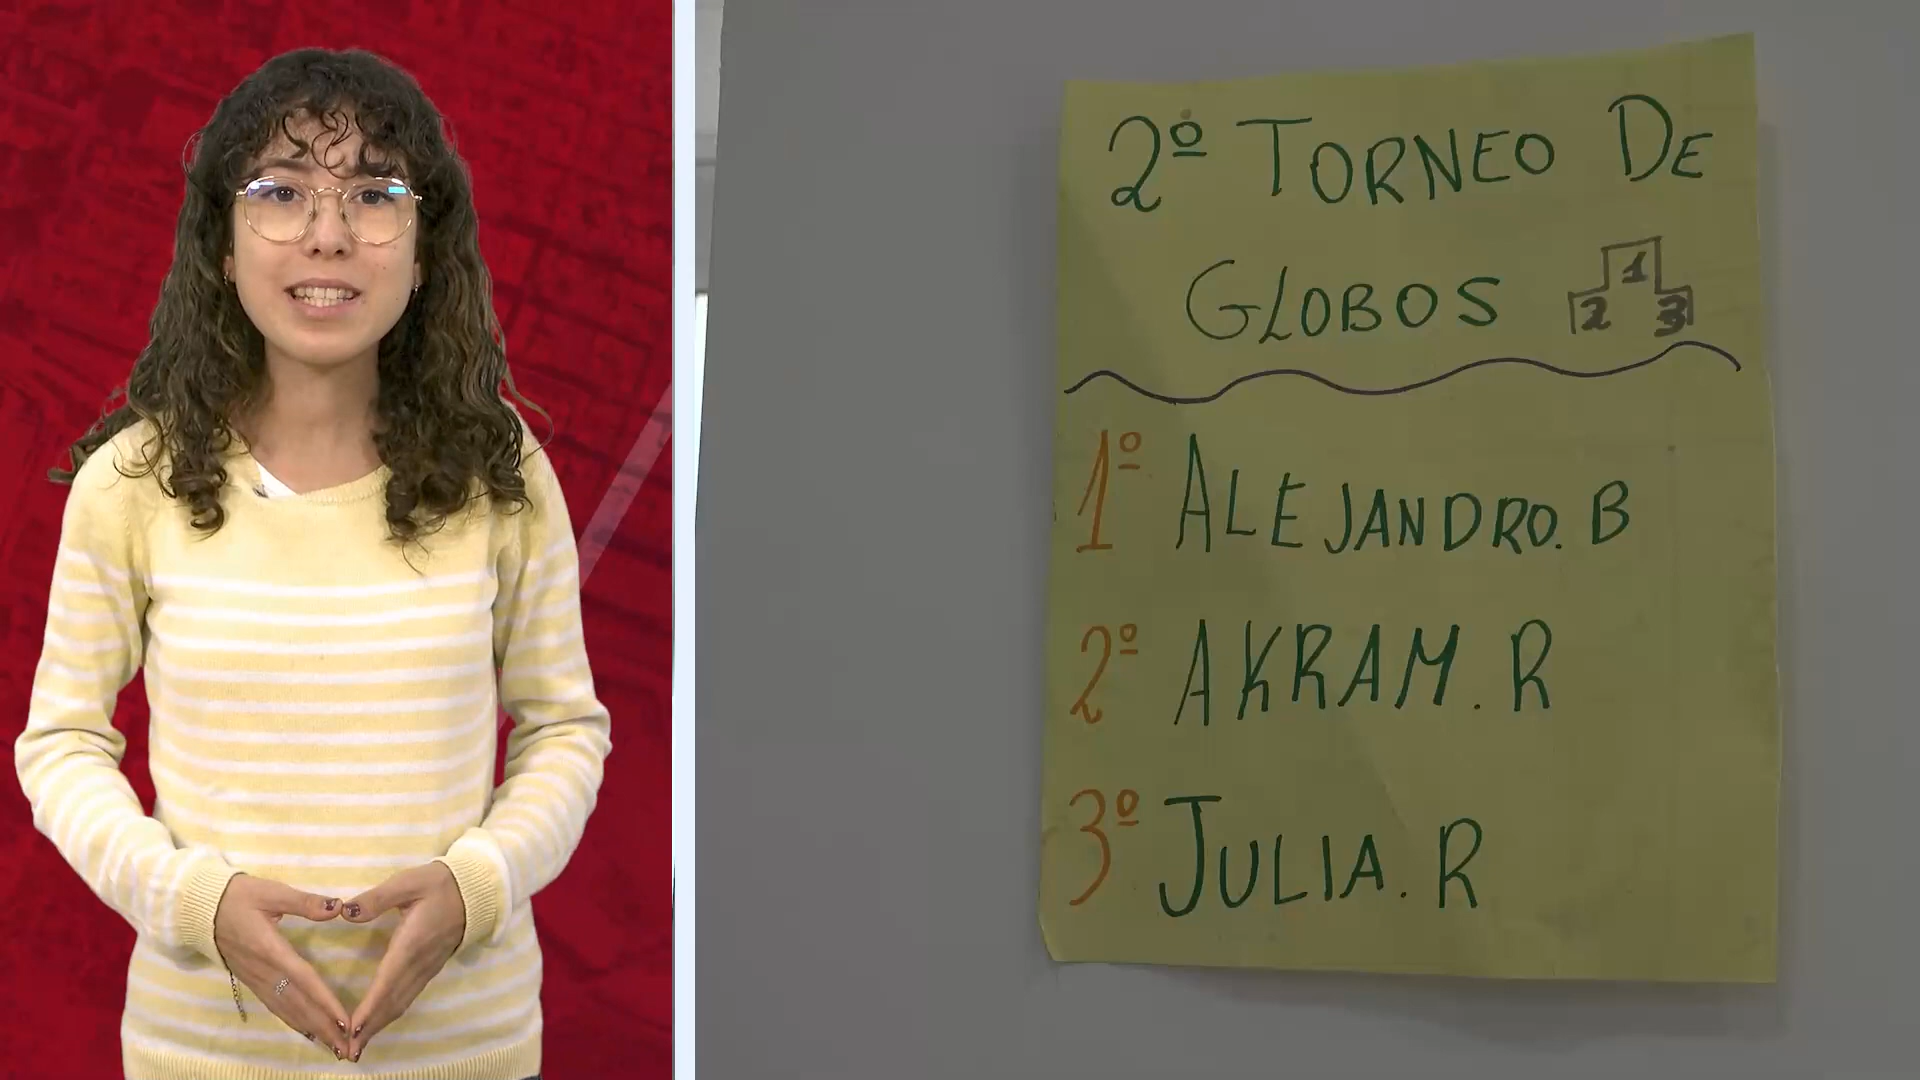 2º TORNEO DE
GLOBOS
1
2 3
1º ALEJANDRO. B
2º AKRAM. R
3º JULIA. R